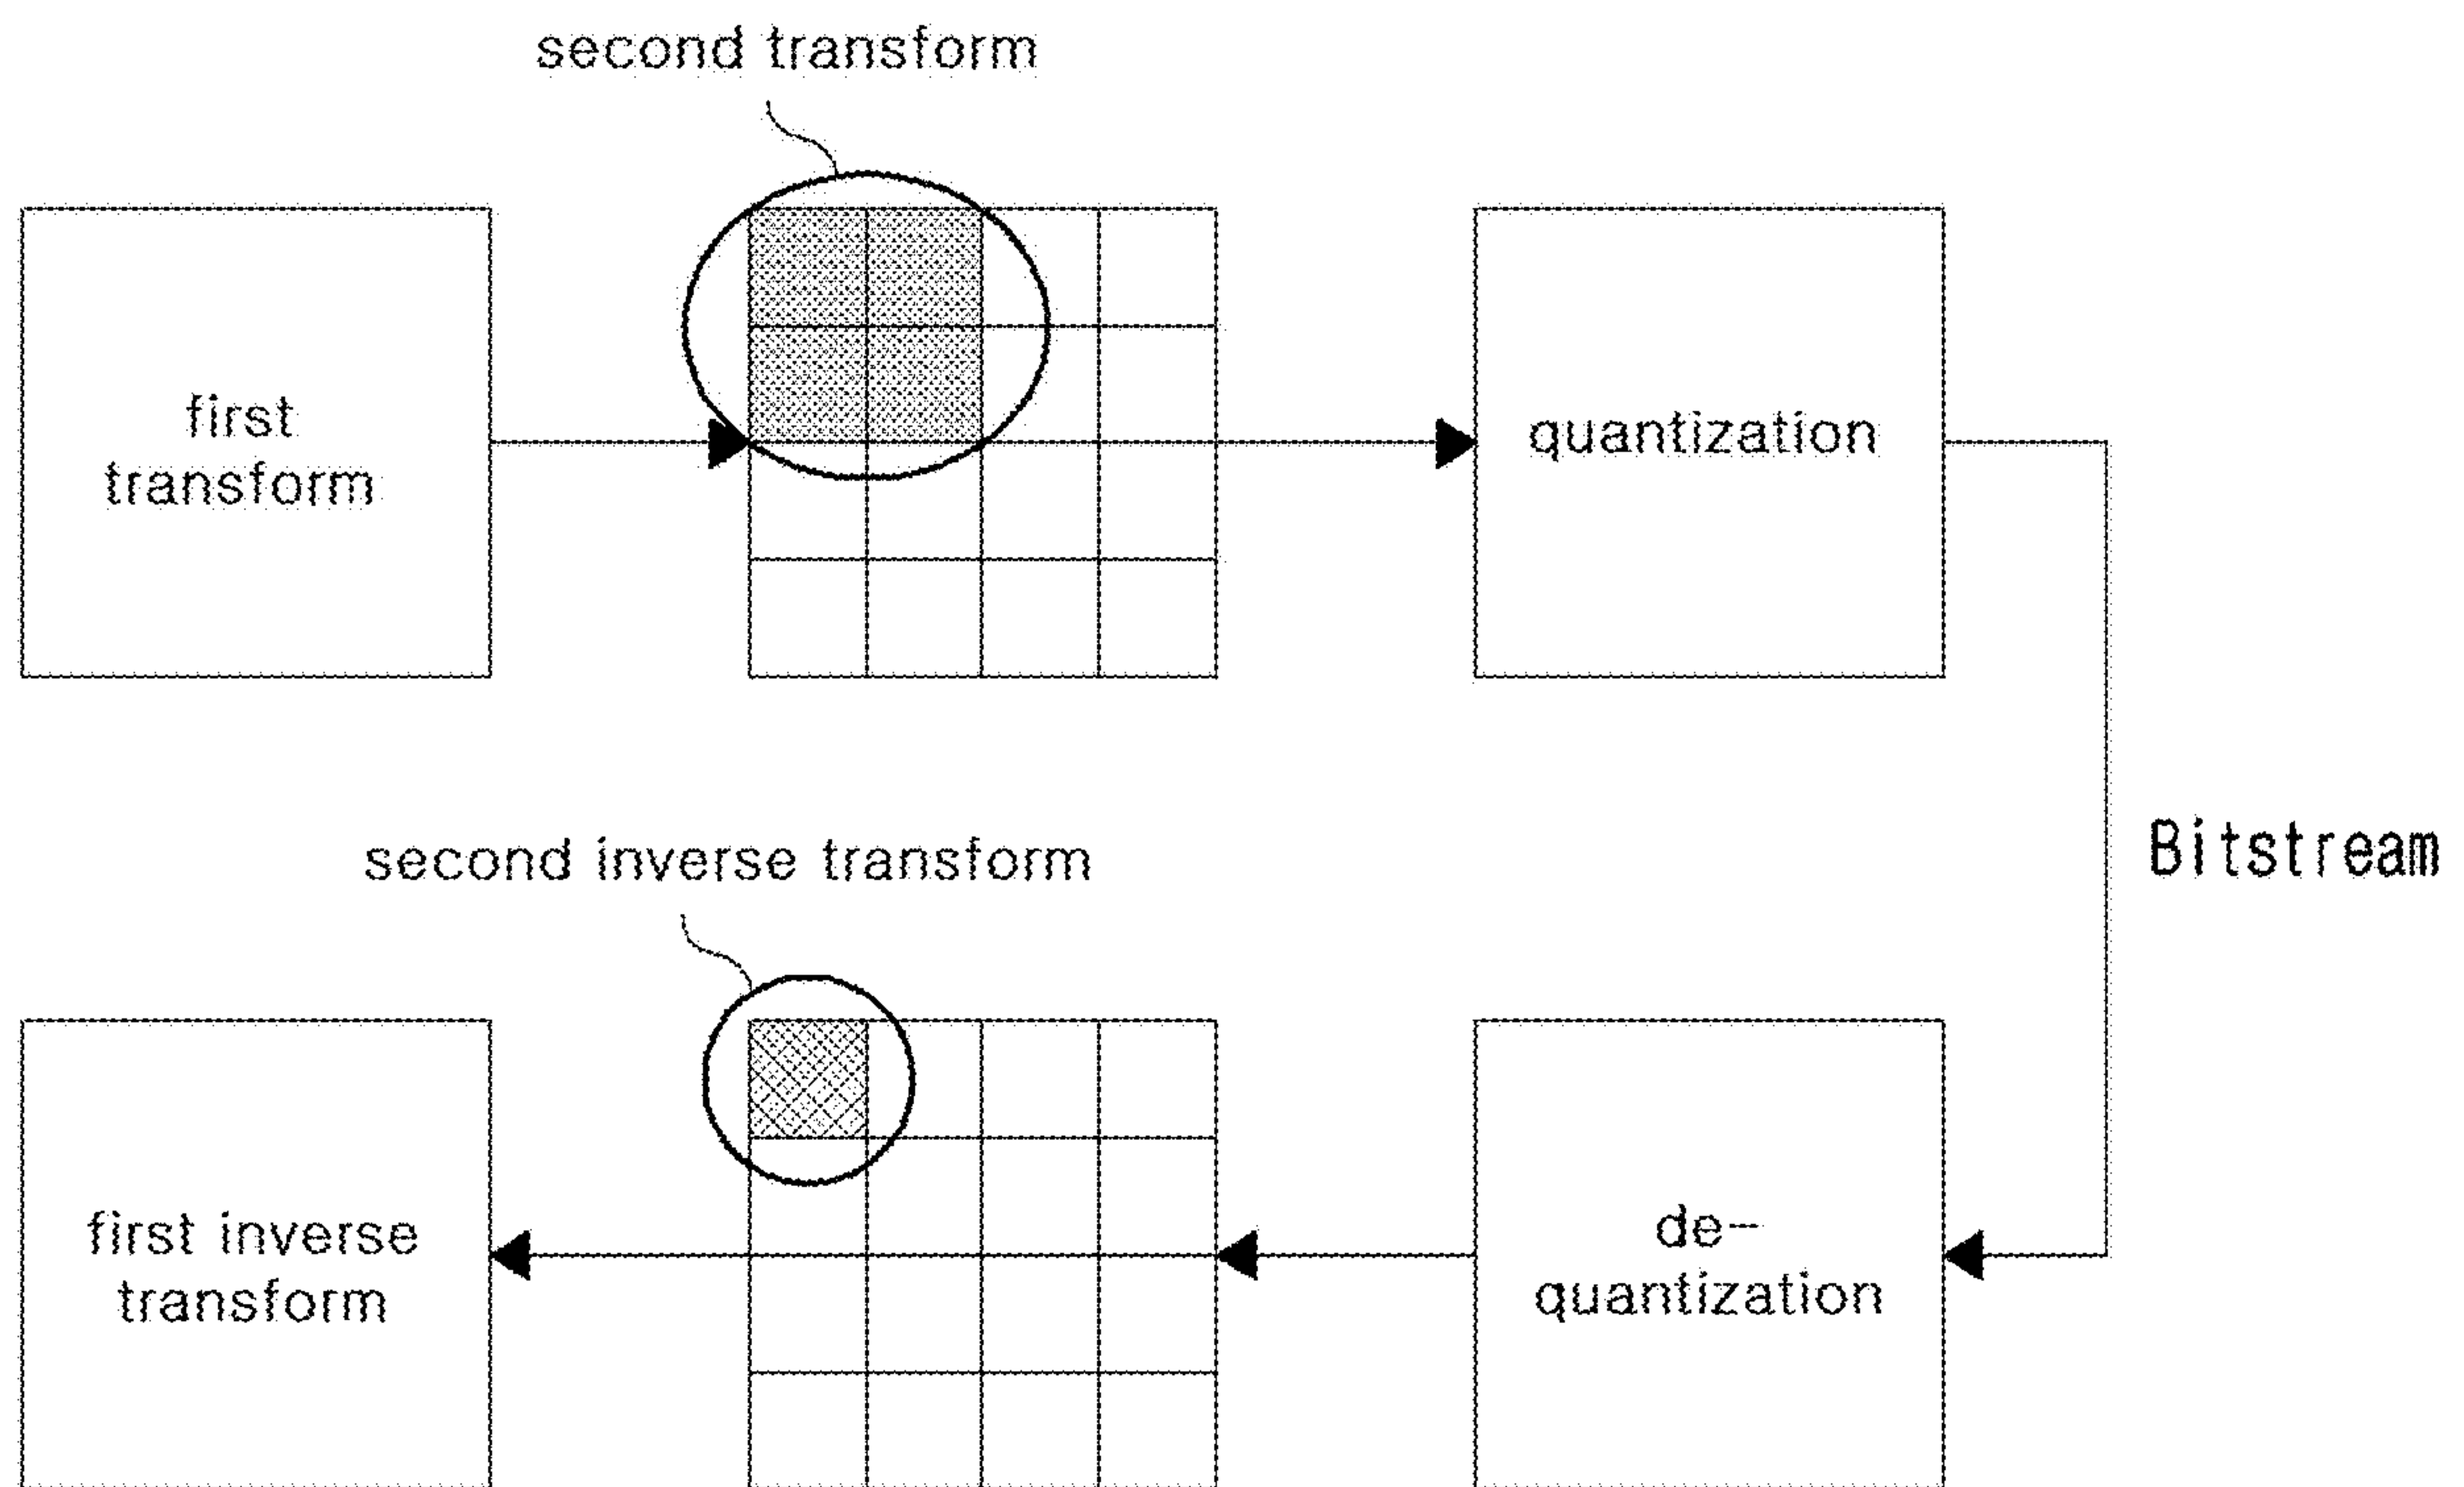 second transform
first
transform
quantization
Bitstream
second inverse transform
first inverse
transform
de-
quantization